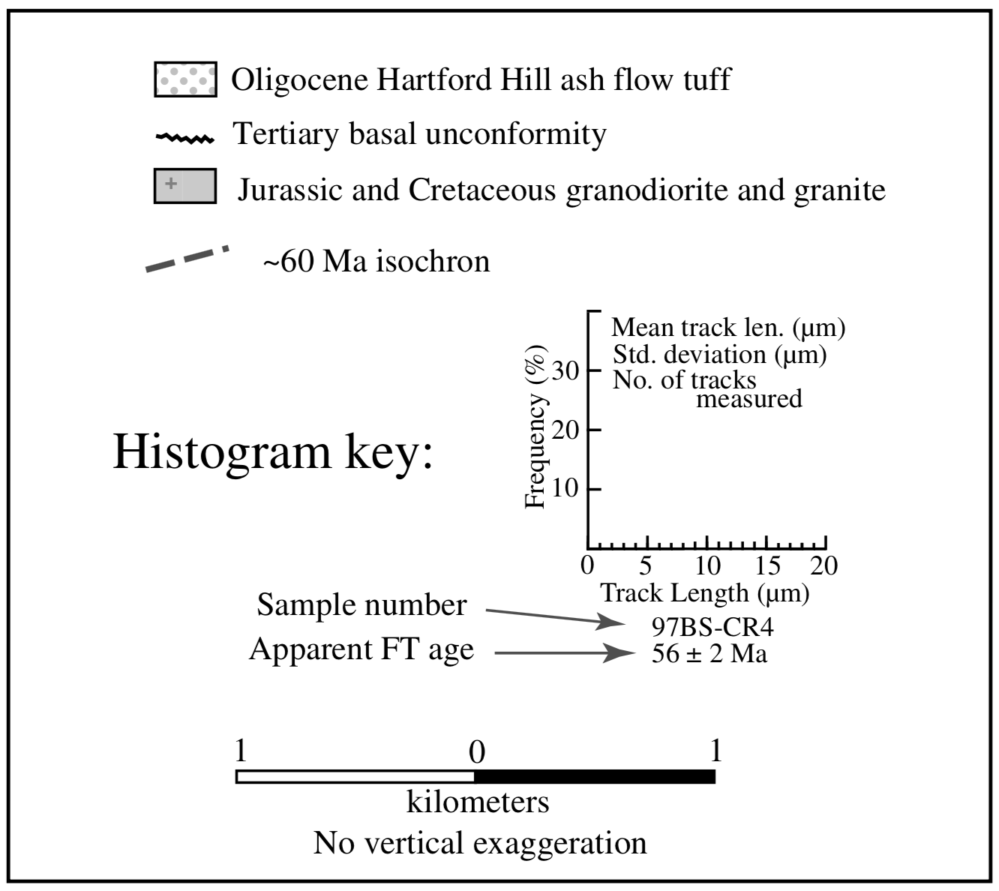 Oligocene Hartford Hill ash flow tuff
Tertiary basal unconformity
+
Jurassic and Cretaceous granodiorite and granite
~60 Ma isochron
Histogram key:
Frequency (%)
30
20
10
Mean track len. (µm)
Std. deviation (µm)
No. of tracks
measured
0 5 10 15 20
Track Length (µm)
Sample number
97BS-CR4
Apparent FT age
56 ± 2 Ma
1 0 1
kilometers
No vertical exaggeration